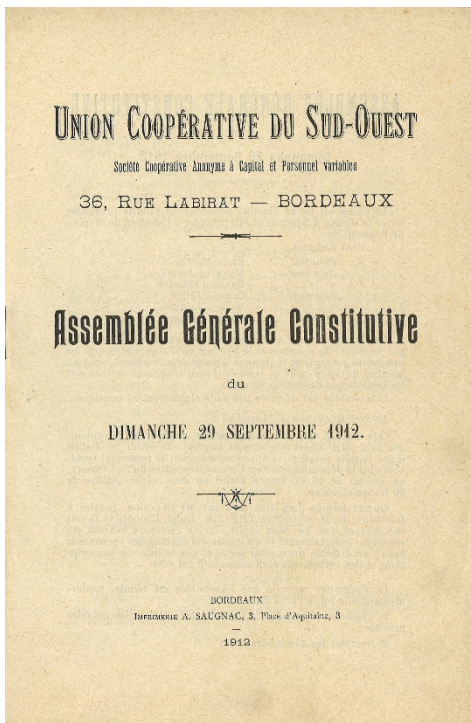 UNION COOPÉRATIVE DU SUD-OUEST
Société Coopérative Anonyme à Capital et Personnel variables
36, RUE LABIRAT — BORDEAUX
Assemblée Générale Constitutive
du
DIMANCHE 29 SEPTEMBRE 1912.
BORDEAUX
IMPRIMERIE A. SAUGNAC, 3, Place d'Aquitaine, 3
—
1912